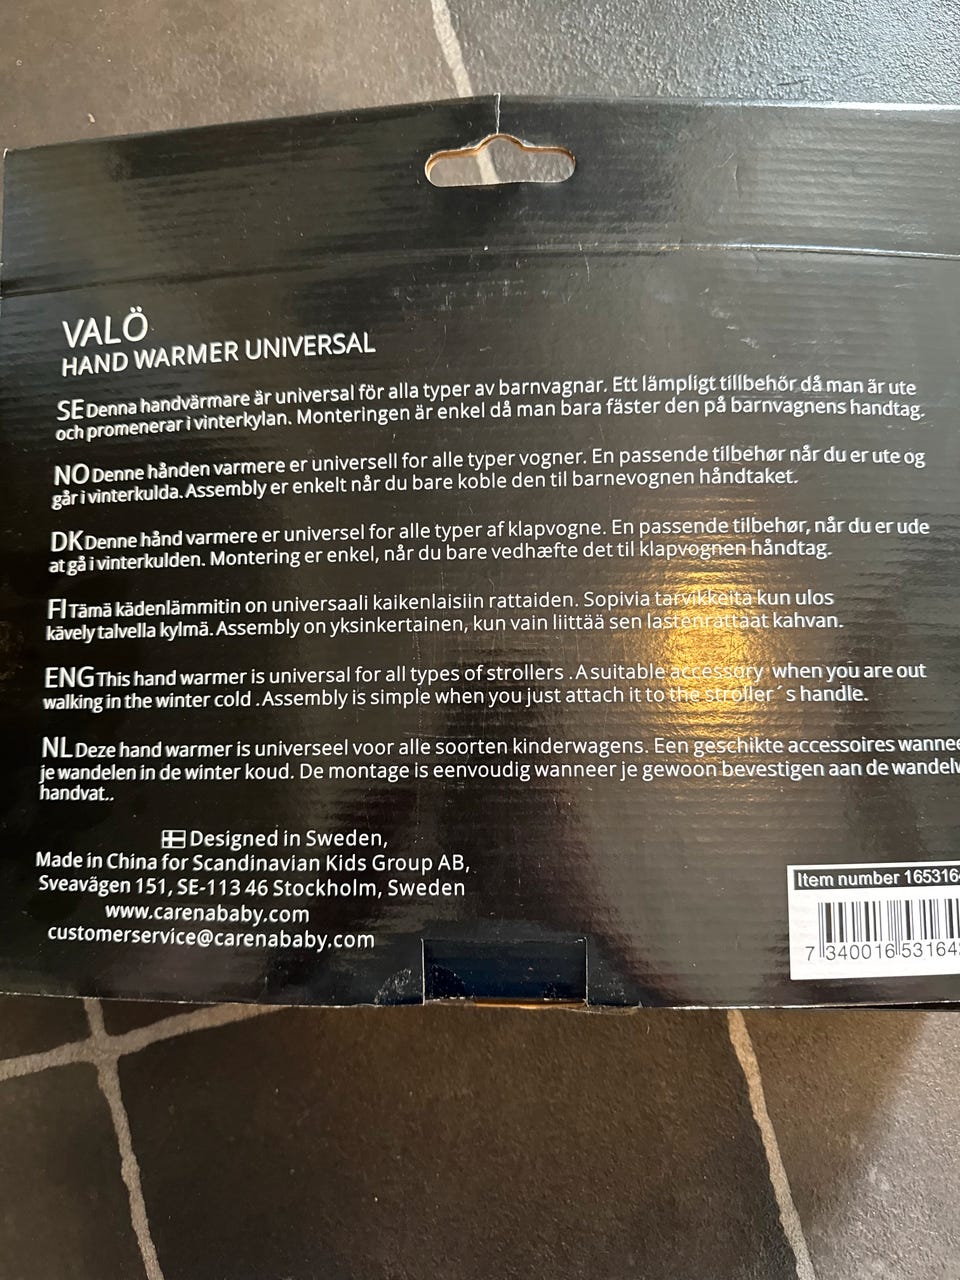 VALÖ
HAND WARMER UNIVERSAL
SE Denna handvärmare är universal för alla typer av barnvagnar. Ett lämpligt tillbehör då man är ute
och promenerar i vinterkylan. Monteringen är enkel då man bara fäster den på barnvagnens handtag.
NO Denne hånden varmere er universell for alle typer vogner. En passende tilbehør når du er ute og
går i vinterkulda. Assembly er enkelt når du bare koble den til barnevognen håndtaket.
DK Denne hånd varmere er universel for alle typer af klapvogne. En passende tilbehør, når du er ude
at gå i vinterkulden. Montering er enkel, når du bare vedhæfte det til klapvognen håndtag.
FI Tämä kädenlämmitin on universaali kaikenlaisiin rattaiden. Sopivia tarvikkeita kun ulos
kävely talvella kylmä. Assembly on yksinkertainen, kun vain liittää sen lastenrattaat kahvan.
ENG This hand warmer is universal for all types of strollers . A suitable accessory when you are out
walking in the winter cold . Assembly is simple when you just attach it to the stroller´s handle.
NL Deze hand warmer is universeel voor alle soorten kinderwagens. Een geschikte accessoires
je wandelen in de winter koud. De montage is eenvoudig wanneer je gewoon bevestigen aan de
handvat..
Designed in Sweden,
Made in China for Scandinavian Kids Group AB,
Sveavägen 151, SE-113 46 Stockholm, Sweden
www.carenababy.com
customerservice@carenababy.com
Item number 165316
7 340016 53164